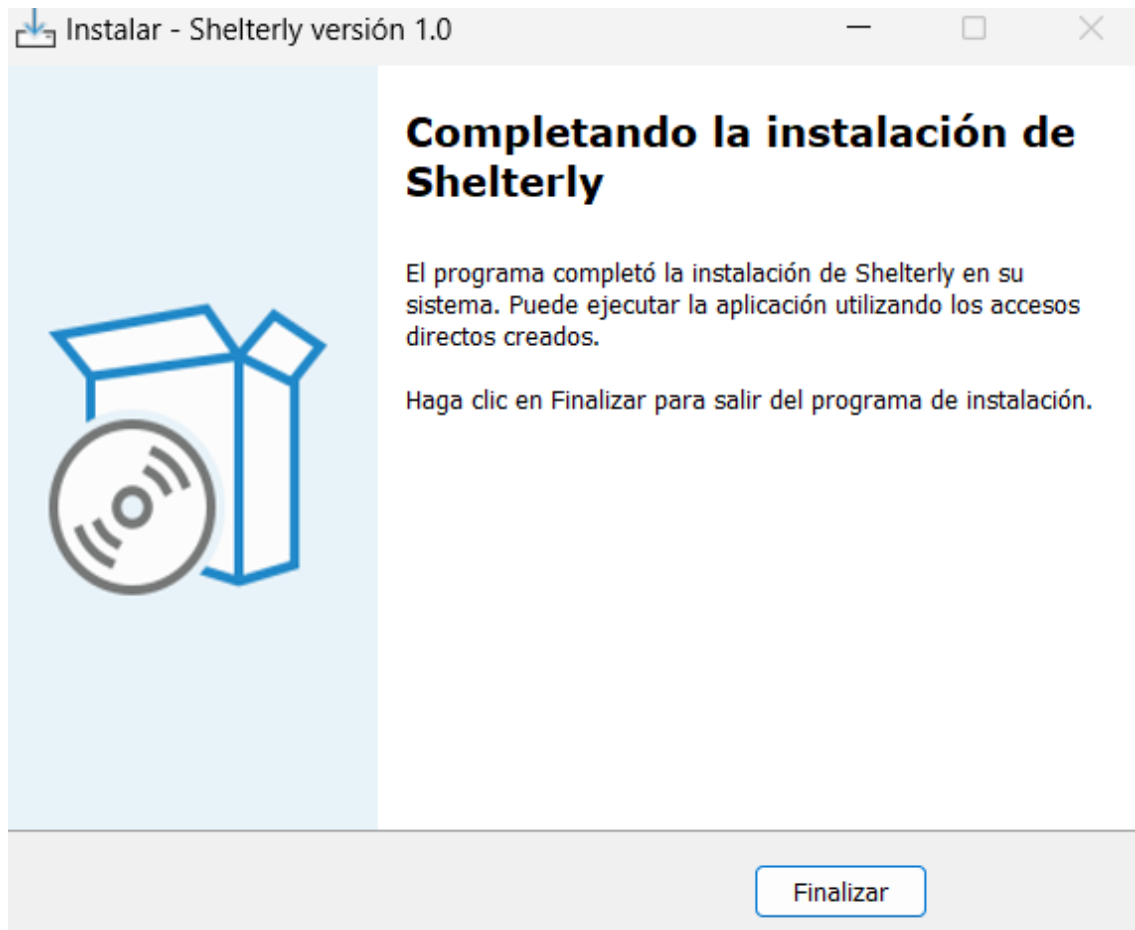 Instalar - Shelterly versión 1.0
Completando la instalación de
Shelterly
El programa completó la instalación de Shelterly en su
sistema. Puede ejecutar la aplicación utilizando los accesos
directos creados.
Haga clic en Finalizar para salir del programa de instalación.
Finalizar